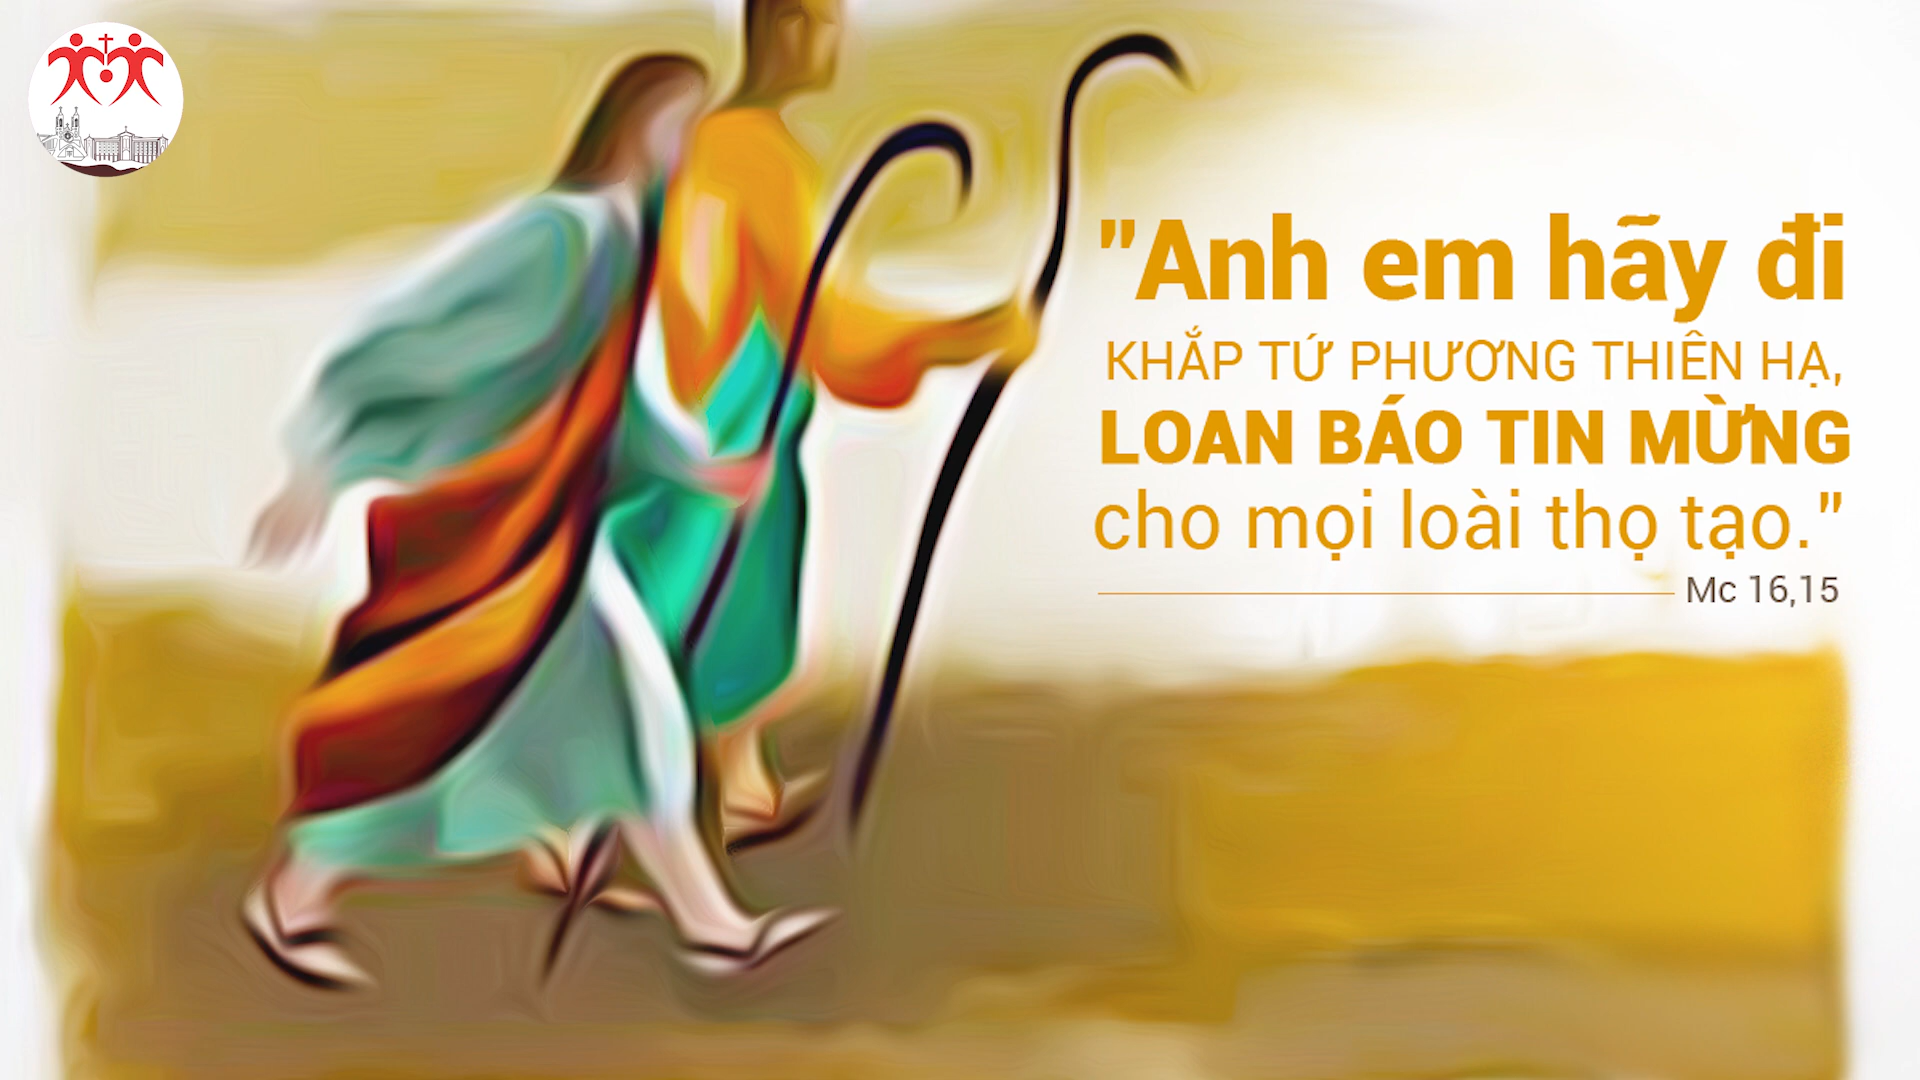 "Anh em hãy đi
KHẮP TỨ PHƯƠNG THIÊN HẠ,
LOAN BÁO TIN MỪNG
cho mọi loài thọ tạo."
Mc 16,15